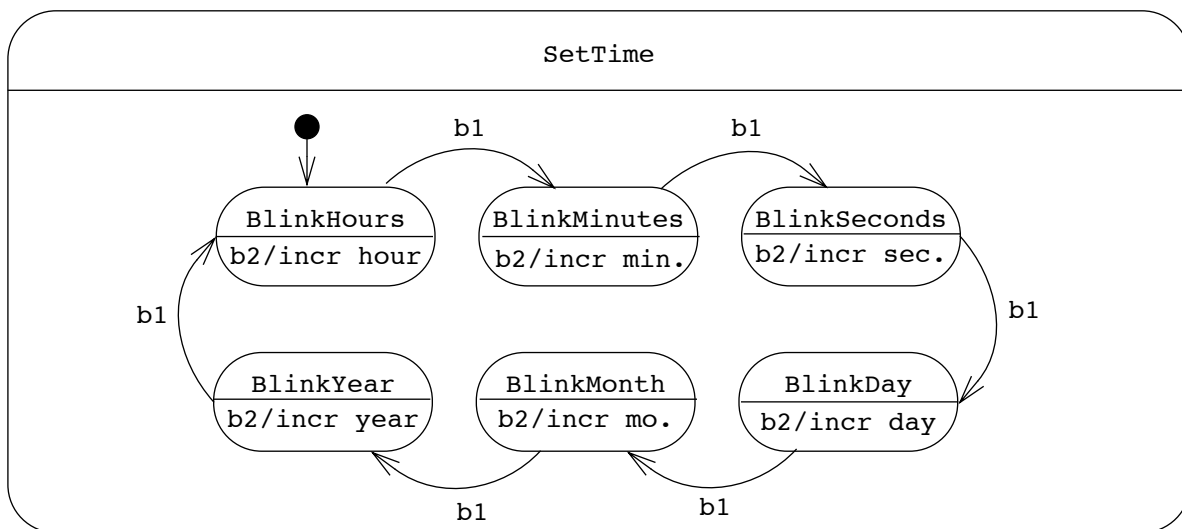 SetTime
b1
b1
BlinkHours
b2/incr hour
BlinkMinutes
b2/incr min.
BlinkSeconds
b2/incr sec.
b1
b1
BlinkYear
b2/incr year
BlinkMonth
b2/incr mo.
BlinkDay
b2/incr day
b1
b1